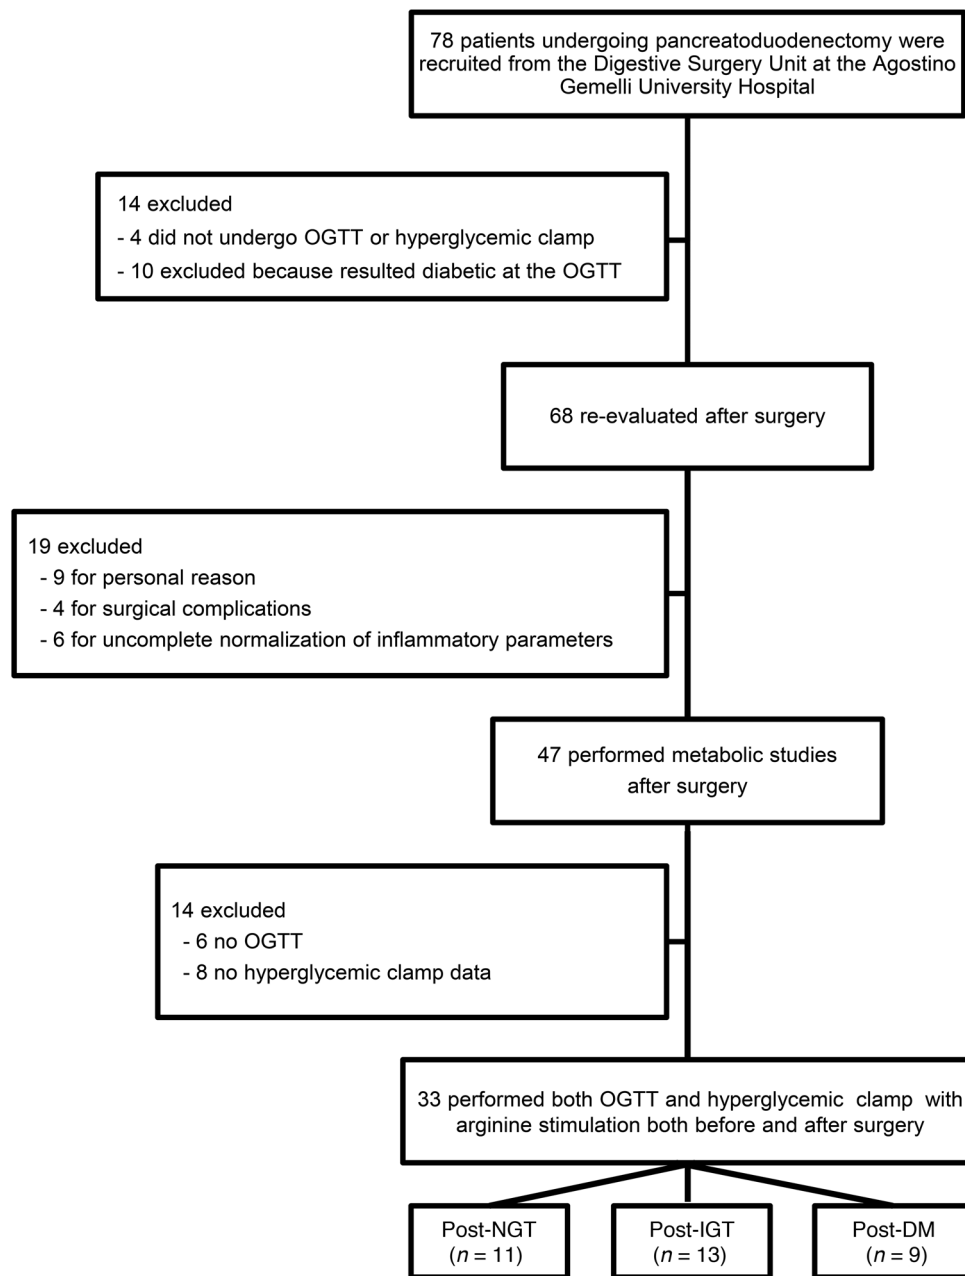 78 patients undergoing pancreatoduodenectomy were
recruited from the Digestive Surgery Unit at the Agostino
Gemelli University Hospital
14 excluded
- 4 did not undergo OGTT or hyperglycemic clamp
- 10 excluded because resulted diabetic at the OGTT
68 re-evaluated after surgery
19 excluded
- 9 for personal reason
- 4 for surgical complications
- 6 for uncomplete normalization of inflammatory parameters
47 performed metabolic studies
after surgery
14 excluded
- 6 no OGTT
- 8 no hyperglycemic clamp data
33 performed both OGTT and hyperglycemic clamp with
arginine stimulation both before and after surgery
Post-NGT
(n = 11)
Post-IGT
(n = 13)
Post-DM
(n = 9)